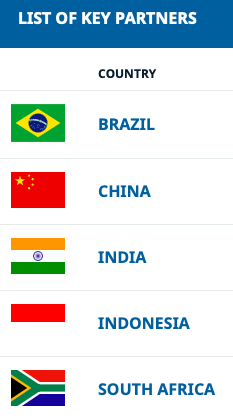 LIST OF KEY PARTNERS
COUNTRY
BRAZIL
CHINA
INDIA
INDONESIA
SOUTH AFRICA